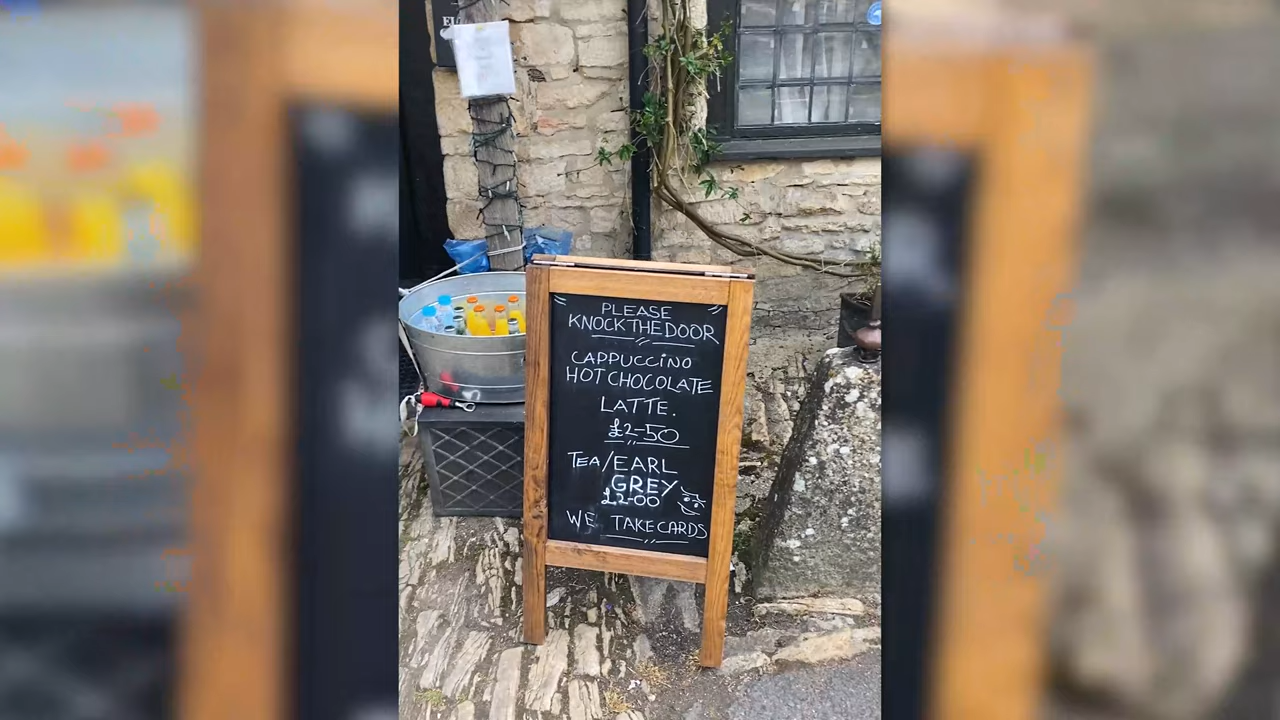 PLEASE
KNOCK THE DOOR
CAPPUCCiNO
HOT CHOCOLATE
LATTE.
£2-50
TEA/EARL
GREY
£2-00
WE TAKE CARDS